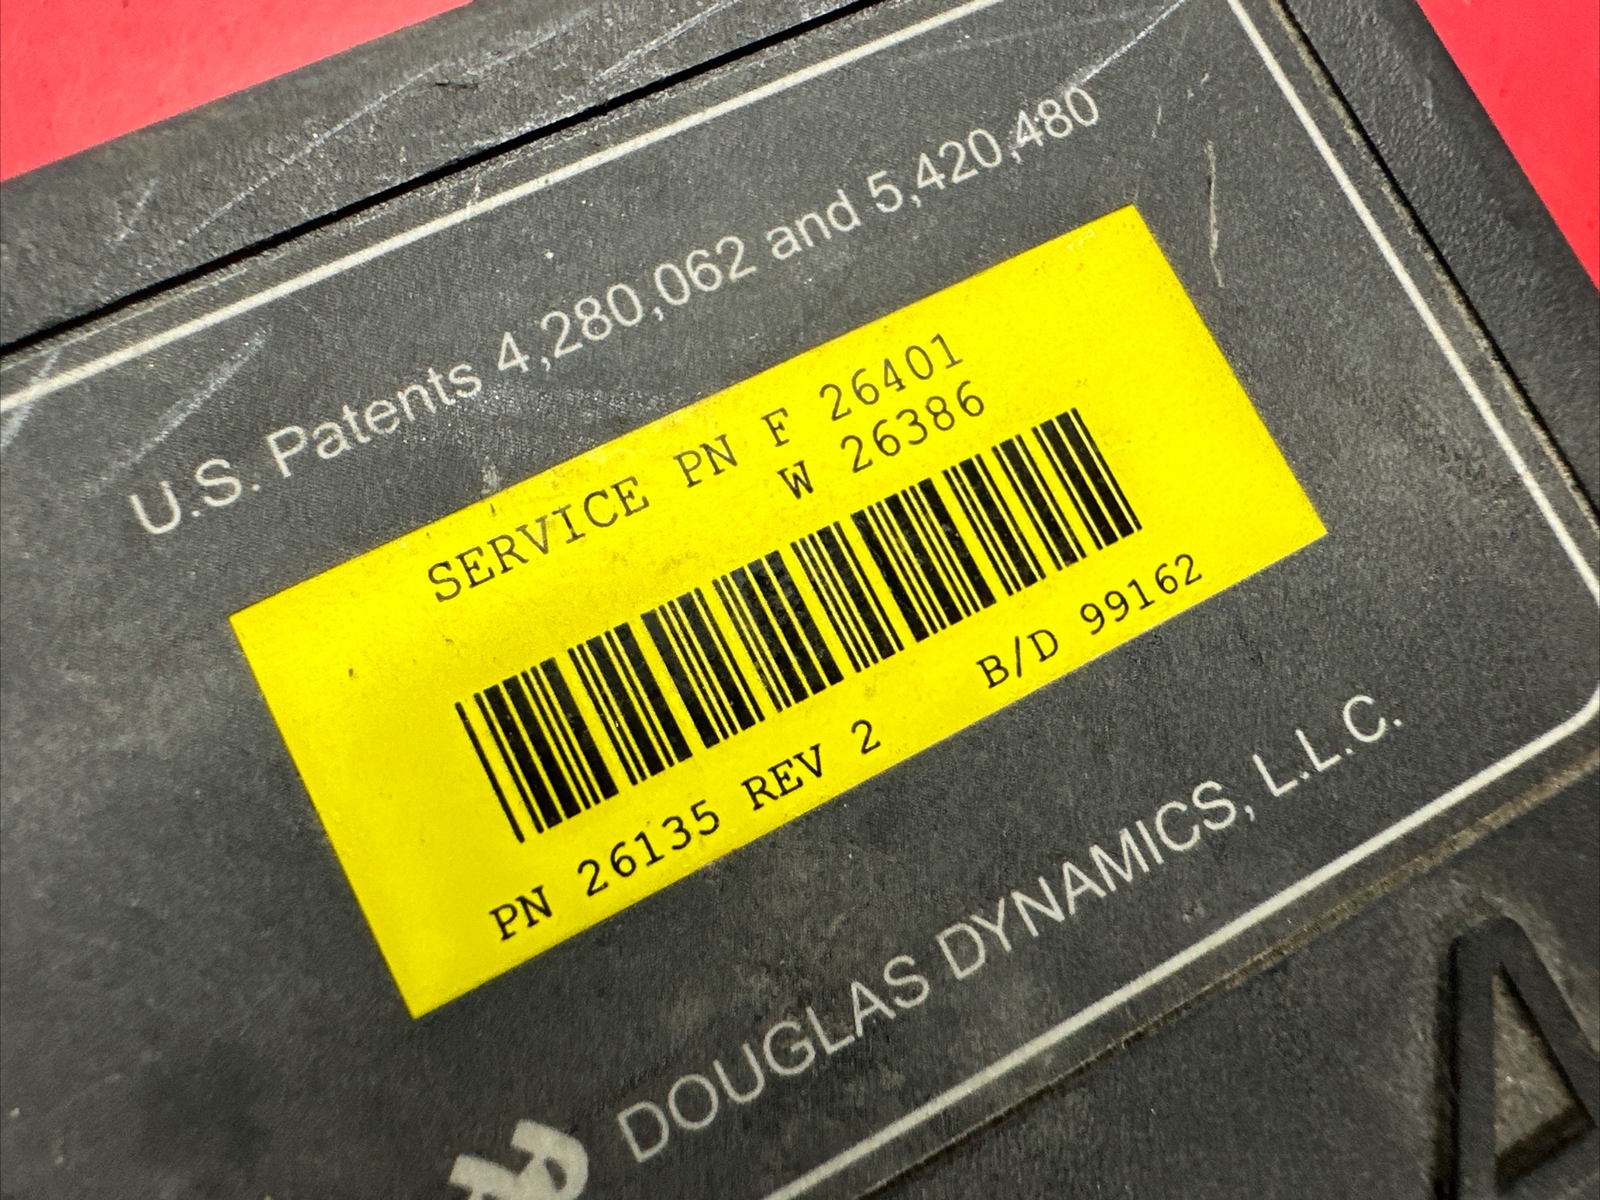 U.S. Patents 4,280,062 and 5,420,480
SERVICE PN F 26401
W 26386
PN 26135 REV 2 B/D 99162
DOUGLAS DYNAMICS, L.L.C.